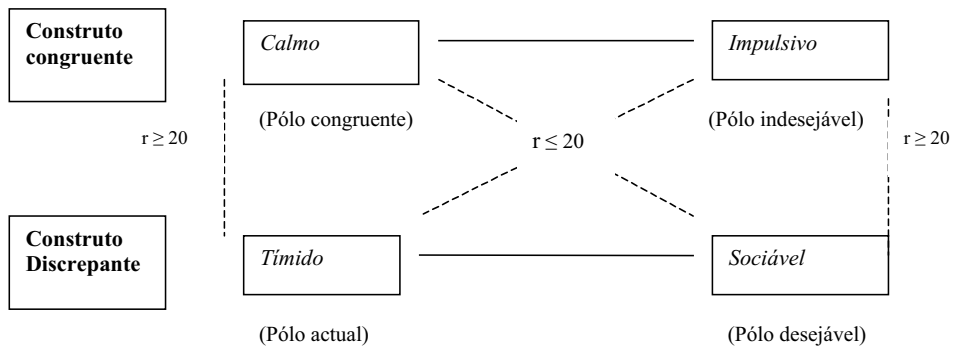 Construto
congruente
Calmo
Impulsivo
(Pólo congruente)
(Pólo indesejável)
r ≥ 20
r ≤ 20
r ≥ 20
Construto
Discrepante
Tímido
Sociável
(Pólo actual)
(Pólo desejável)